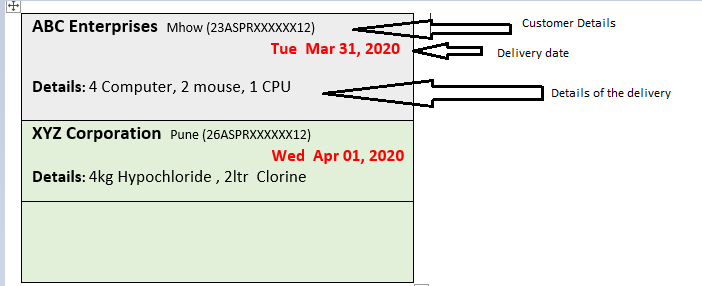 ABC Enterprises Mhow (23ASPRXXXXXX12)
Customer Details
Tue Mar 31, 2020
Delivery date
Details: 4 Computer, 2 mouse, 1 CPU
Details of the delivery
XYZ Corporation Pune (26ASPRXXXXXX12)
Wed Apr 01, 2020
Details: 4kg Hypochloride , 2ltr Clorine